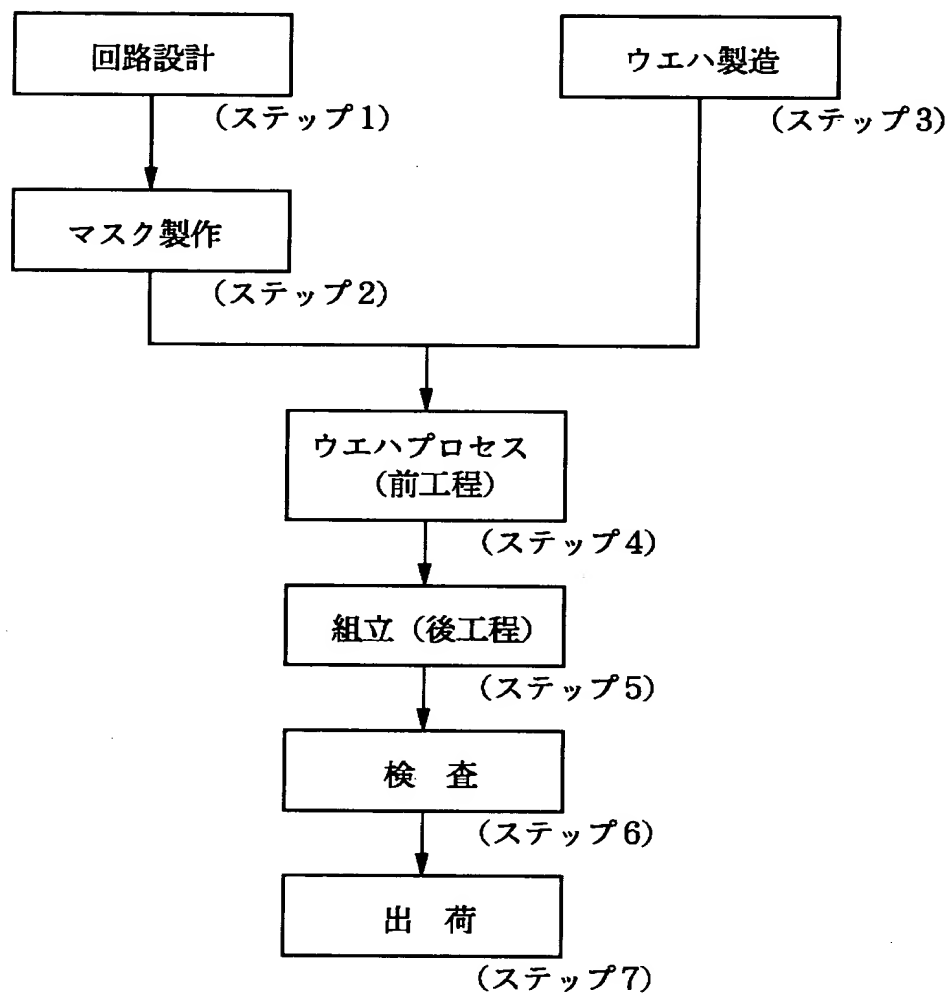 回路設計
(ステップ1)
ウエハ製造
(ステップ3)
マスク製作
(ステップ2)
ウエハプロセス
(前工程)
(ステップ4)
組立(後工程)
(ステップ5)
検 査
(ステップ6)
出 荷
(ステップ7)